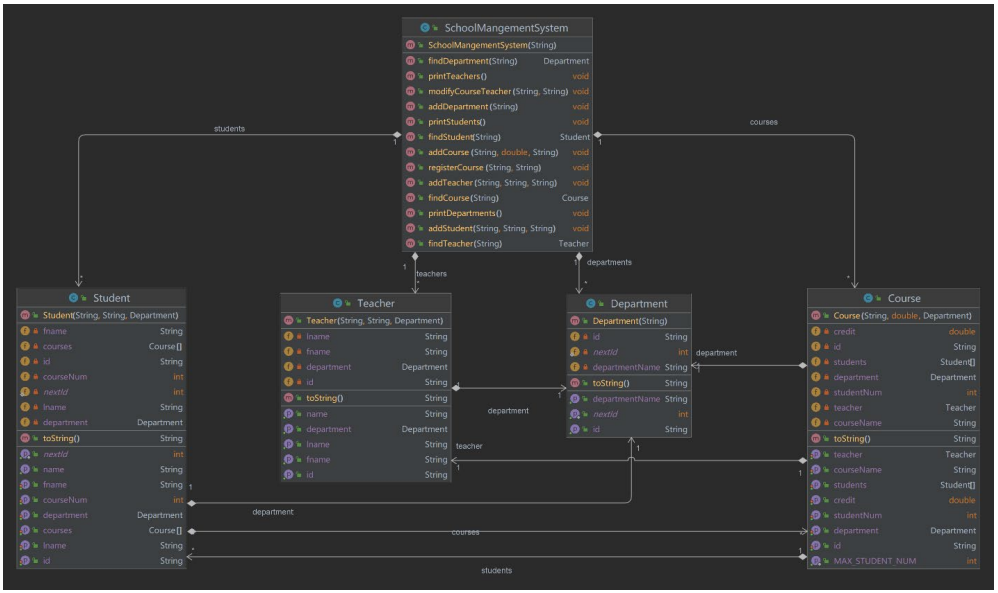 SchoolMangementSystem
SchoolMangementSystem(String)
findDepartment(String) Department
printTeachers() void
modifyCourseTeacher(String, String) void
addDepartment(String) void
printStudents() void
findStudent(String) Student
addCourse (String, double, String) void
registerCourse (String, String) void
addTeacher(String, String, String) void
findCourse(String) Course
printDepartments() void
addStudent(String, String, String) void
findTeacher(String) Teacher
students
1
1
courses
1
teachers
1
departments
*
*
*
*
Student
Student(String, String, Department)
fname String
courses Course[]
id String
courseNum int
nextId int
lname String
department Department
toString() String
nextId int
name String
fname String
courseNum int
department Department
courses Course[]
lname String
id String
Teacher
Teacher(String, String, Department)
lname String
fname String
department Department
id String
toString() String
name String
department Department
lname String
fname String
id String
Department
Department(String)
id String
nextId int
departmentName String
toString() String
departmentName String
nextId int
id String
Course
Course(String, double, Department)
credit double
id String
students Student[]
department Department
studentNum int
teacher Teacher
courseName String
toString() String
teacher Teacher
courseName String
students Student[]
credit double
studentNum int
department Department
id String
MAX_STUDENT_NUM int
department
1
1
1
department
teacher
1
1
1
1
department
courses
*
*
1
students